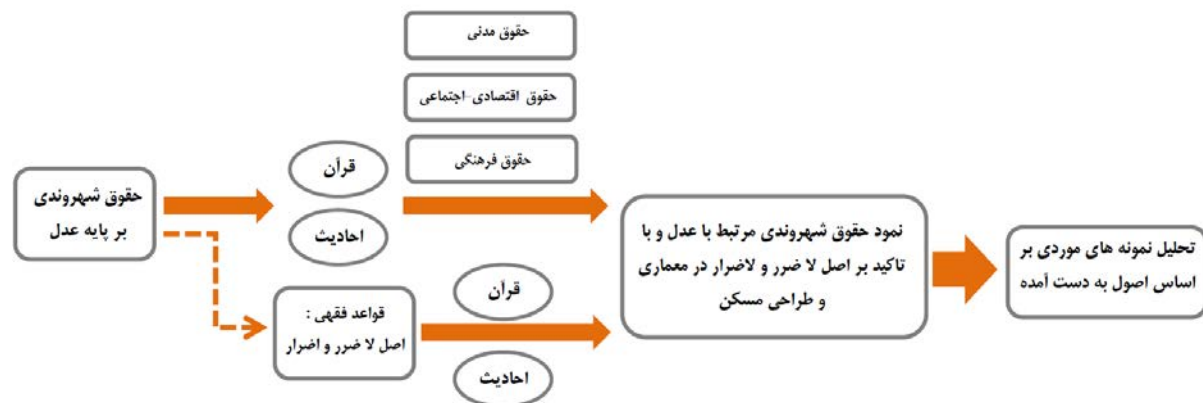 حقوق مدنی
حقوق اقتصادی-اجتماعی
حقوق فرهنگی
حقوق شهروندی
بر پایه عدل
قرآن
احادیث
قواعد فقهی :
اصل لا ضرر و اضرار
قرآن
احادیث
نمود حقوق شهروندی مرتبط با عدل و با
تاکید بر اصل لا ضرر و لاضرار در معماری
و طراحی مسکن
تحلیل نمونه های موردی بر
اساس اصول به دست آمده